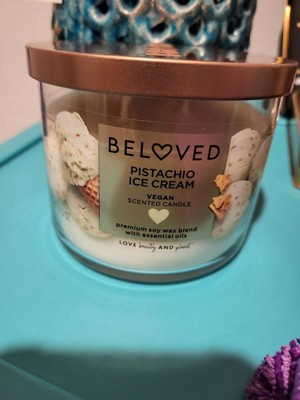 BELOVED
PISTACHIO
ICE CREAM
VEGAN
SCENTED CANDLE
premium soy wax blend
with essential oils
LOVE beauty AND planet